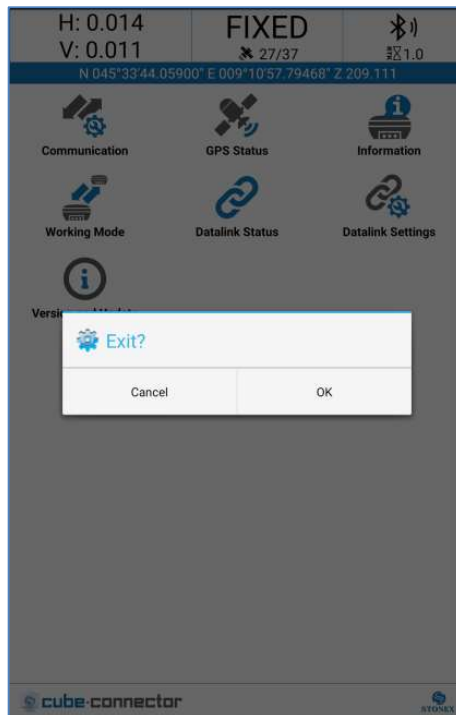 H: 0.014
V: 0.011
FIXED
27/37
1.0
N 045°33'44.05900" E 009°10'57.79468" Z 209.111
Communication
GPS Status
Information
Working Mode
Datalink Status
Datalink Settings
Exit?
Cancel
OK
cube-connector
STONEX